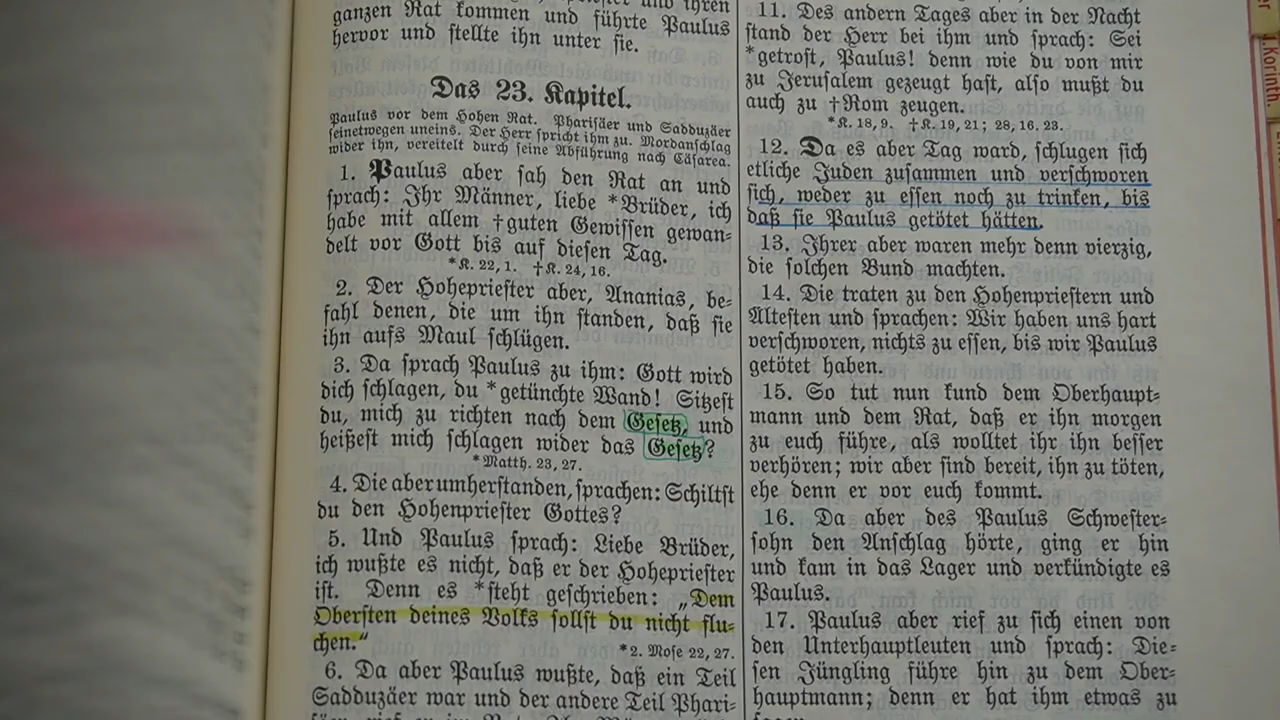 ganzen Rat kommen und führte Paulus
hervor und stellte ihn unter sie.
Das 23. Kapitel.
Paulus vor dem Hohen Rat. Pharisäer und Sadduzäer
seinetwegen uneins. Der Herr spricht ihm zu. Mordanschlag
wider ihn, vereitelt durch seine Abführung nach Cäsarea.
1. Paulus aber sah den Rat an und
sprach: Ihr Männer, liebe *Brüder, ich
habe mit allem †guten Gewissen gewan-
delt vor Gott bis auf diesen Tag.
*K. 22, 1. †K. 24, 16.
2. Der Hohepriester aber, Ananias, be-
fahl denen, die um ihn standen, daß sie
ihn aufs Maul schlügen.
3. Da sprach Paulus zu ihm: Gott wird
dich schlagen, du *getünchte Wand! Sitzest
du, mich zu richten nach dem Gesetz, und
heißest mich schlagen wider das Gesetz?
*Matth. 23, 27.
4. Die aber umherstanden, sprachen: Schiltst
du den Hohenpriester Gottes?
5. Und Paulus sprach: Liebe Brüder,
ich wußte es nicht, daß er der Hohepriester
ist. Denn es *steht geschrieben: „Dem
Obersten deines Volks sollst du nicht flu-
chen.“
*2. Mose 22, 27.
6. Da aber Paulus wußte, daß ein Teil
Sadduzäer war und der andere Teil Phari-
11. Des andern Tages aber in der Nacht
stand der Herr bei ihm und sprach: Sei
*getrost, Paulus! denn wie du von mir
zu Jerusalem gezeugt hast, also mußt du
auch zu †Rom zeugen.
*K. 18, 9. †K. 19, 21; 28, 16. 23.
12. Da es aber Tag ward, schlugen sich
etliche Juden zusammen und verschworen
sich, weder zu essen noch zu trinken, bis
daß sie Paulus getötet hätten.
13. Ihrer aber waren mehr denn vierzig,
die solchen Bund machten.
14. Die traten zu den Hohenpriestern und
Ältesten und sprachen: Wir haben uns hart
verschworen, nichts zu essen, bis wir Paulus
getötet haben.
15. So tut nun kund dem Oberhaupt-
mann und dem Rat, daß er ihn morgen
zu euch führe, als wolltet ihr ihn besser
verhören; wir aber sind bereit, ihn zu töten,
ehe denn er vor euch kommt.
16. Da aber des Paulus Schwester-
sohn den Anschlag hörte, ging er hin
und kam in das Lager und verkündigte es
Paulus.
17. Paulus aber rief zu sich einen von
den Unterhauptleuten und sprach: Die-
sen Jüngling führe hin zu dem Ober-
hauptmann; denn er hat ihm etwas zu
Korinth.